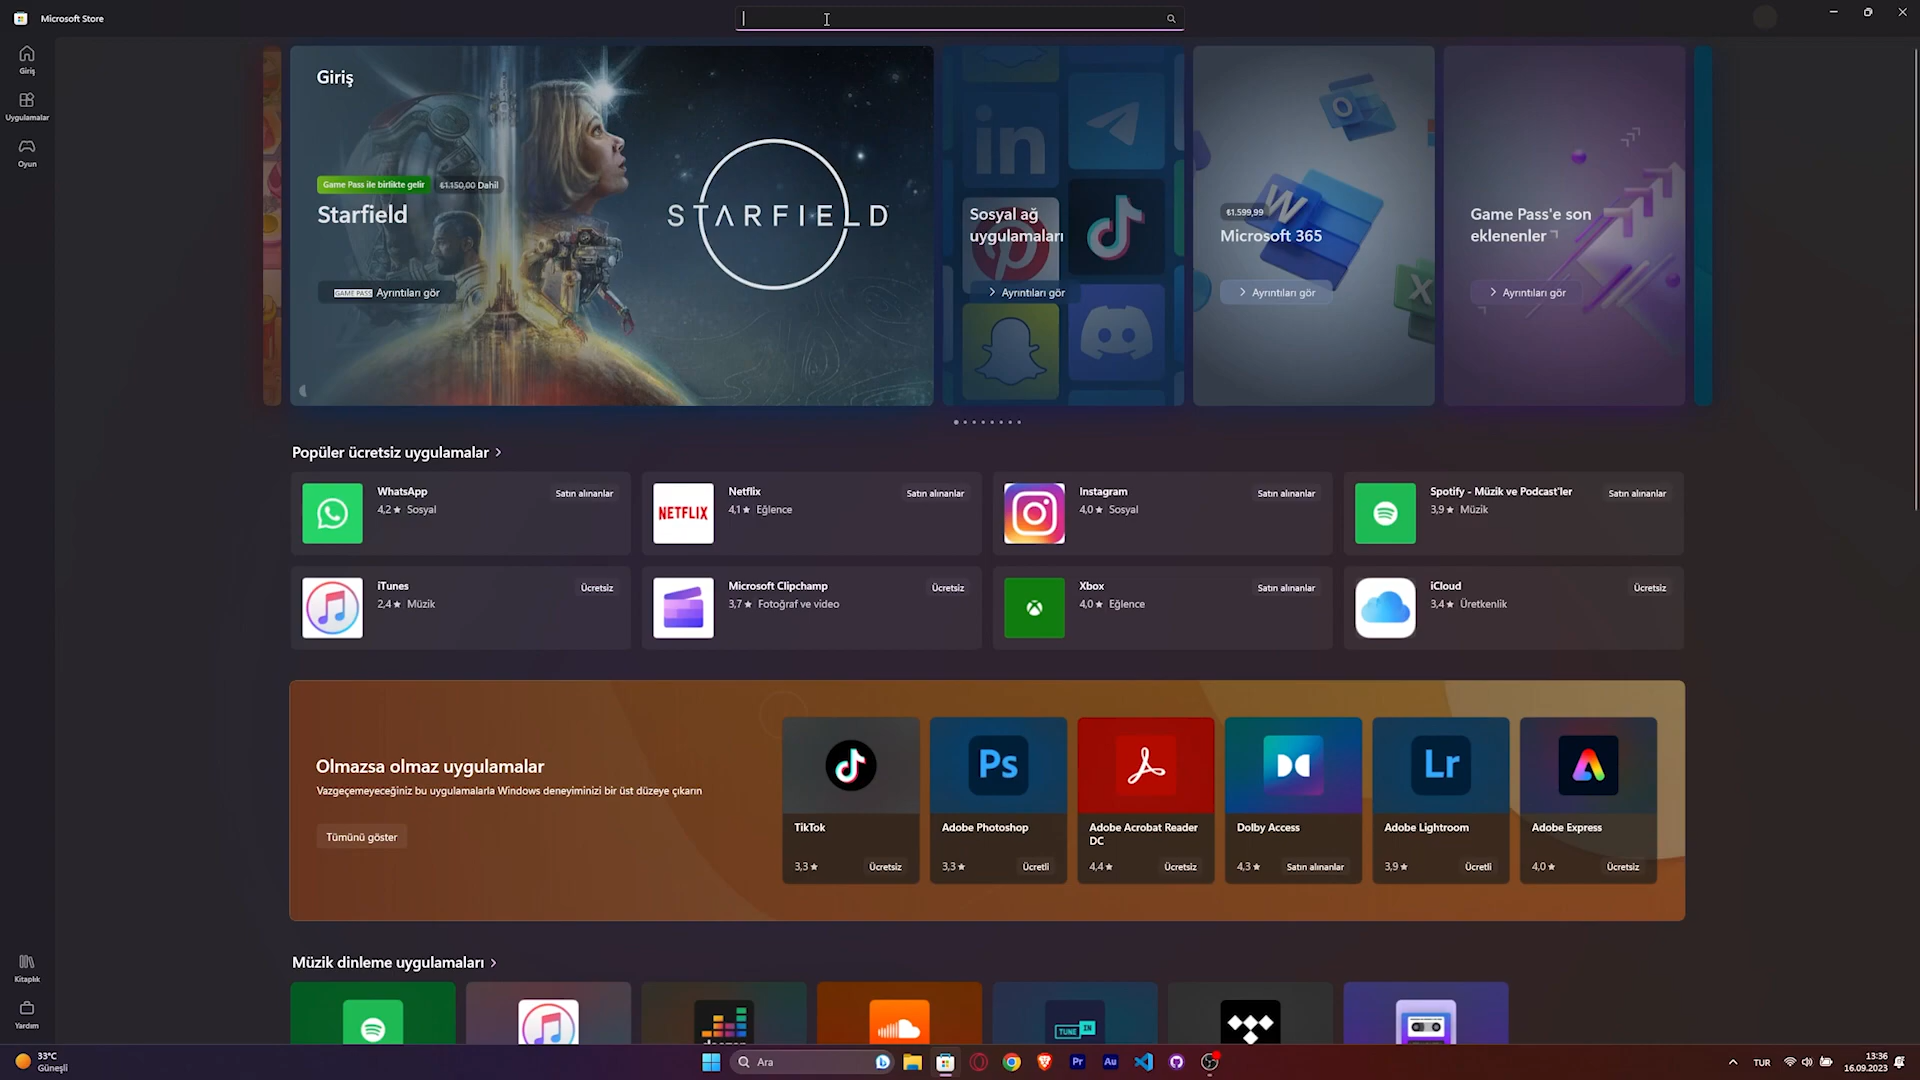 Microsoft Store
Giriş
Uygulamalar
Oyun
Giriş
Game Pass ile birlikte gelir
₺1.150,00 Dahil
Starfield
GAME PASS Ayrıntıları gör
STARFIELD
in
Sosyal ağ
uygulamaları
Ayrıntıları gör
₺1.599,99
Microsoft 365
Ayrıntıları gör
Game Pass'e son
eklenenler
Ayrıntıları gör
Popüler ücretsiz uygulamalar
WhatsApp
Satın alınanlar
4,2 ★ Sosyal
NETFLIX
Netflix
Satın alınanlar
4,1 ★ Eğlence
Instagram
Satın alınanlar
4,0 ★ Sosyal
Spotify - Müzik ve Podcast'ler
Satın alınanlar
3,9 ★ Müzik
iTunes
Ücretsiz
2,4 ★ Müzik
Microsoft Clipchamp
Ücretsiz
3,7 ★ Fotoğraf ve video
Xbox
Satın alınanlar
4,0 ★ Eğlence
iCloud
Ücretsiz
3,4 ★ Üretkenlik
Olmazsa olmaz uygulamalar
Vazgeçemeyeceğiniz bu uygulamalarla Windows deneyiminizi bir üst düzeye çıkarın
Tümünü göster
TikTok
3,3 ★ Ücretsiz
Ps
Adobe Photoshop
3,3 ★ Ücretli
Adobe Acrobat Reader
DC
4,4 ★ Ücretsiz
Dolby Access
4,3 ★ Satın alınanlar
Lr
Adobe Lightroom
3,9 ★ Ücretli
Adobe Express
4,0 ★ Ücretsiz
Müzik dinleme uygulamaları
TUNE IN
Kitaplık
Yardım
33°C
Güneşli
Ara
Pr
Au
TUR
13:36
16.09.2023